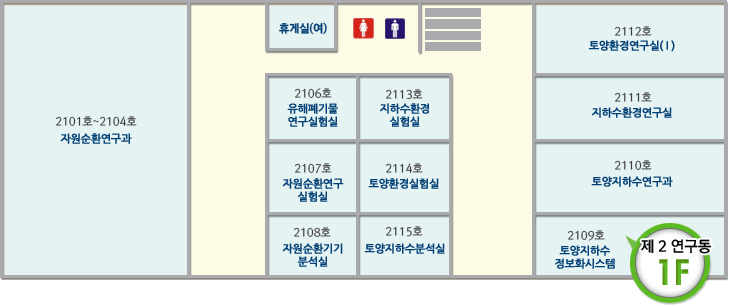 휴게실(여)
2112호
토양환경연구실(Ⅰ)
2101호~2104호
자원순환연구과
2106호
유해폐기물
연구실험실
2113호
지하수환경
실험실
2111호
지하수환경연구실
2107호
자원순환연구
실험실
2114호
토양환경실험실
2110호
토양지하수연구과
2108호
자원순환기기
분석실
2115호
토양지하수분석실
2109호
토양지하수
정보화시스템
제 2 연구동
1F